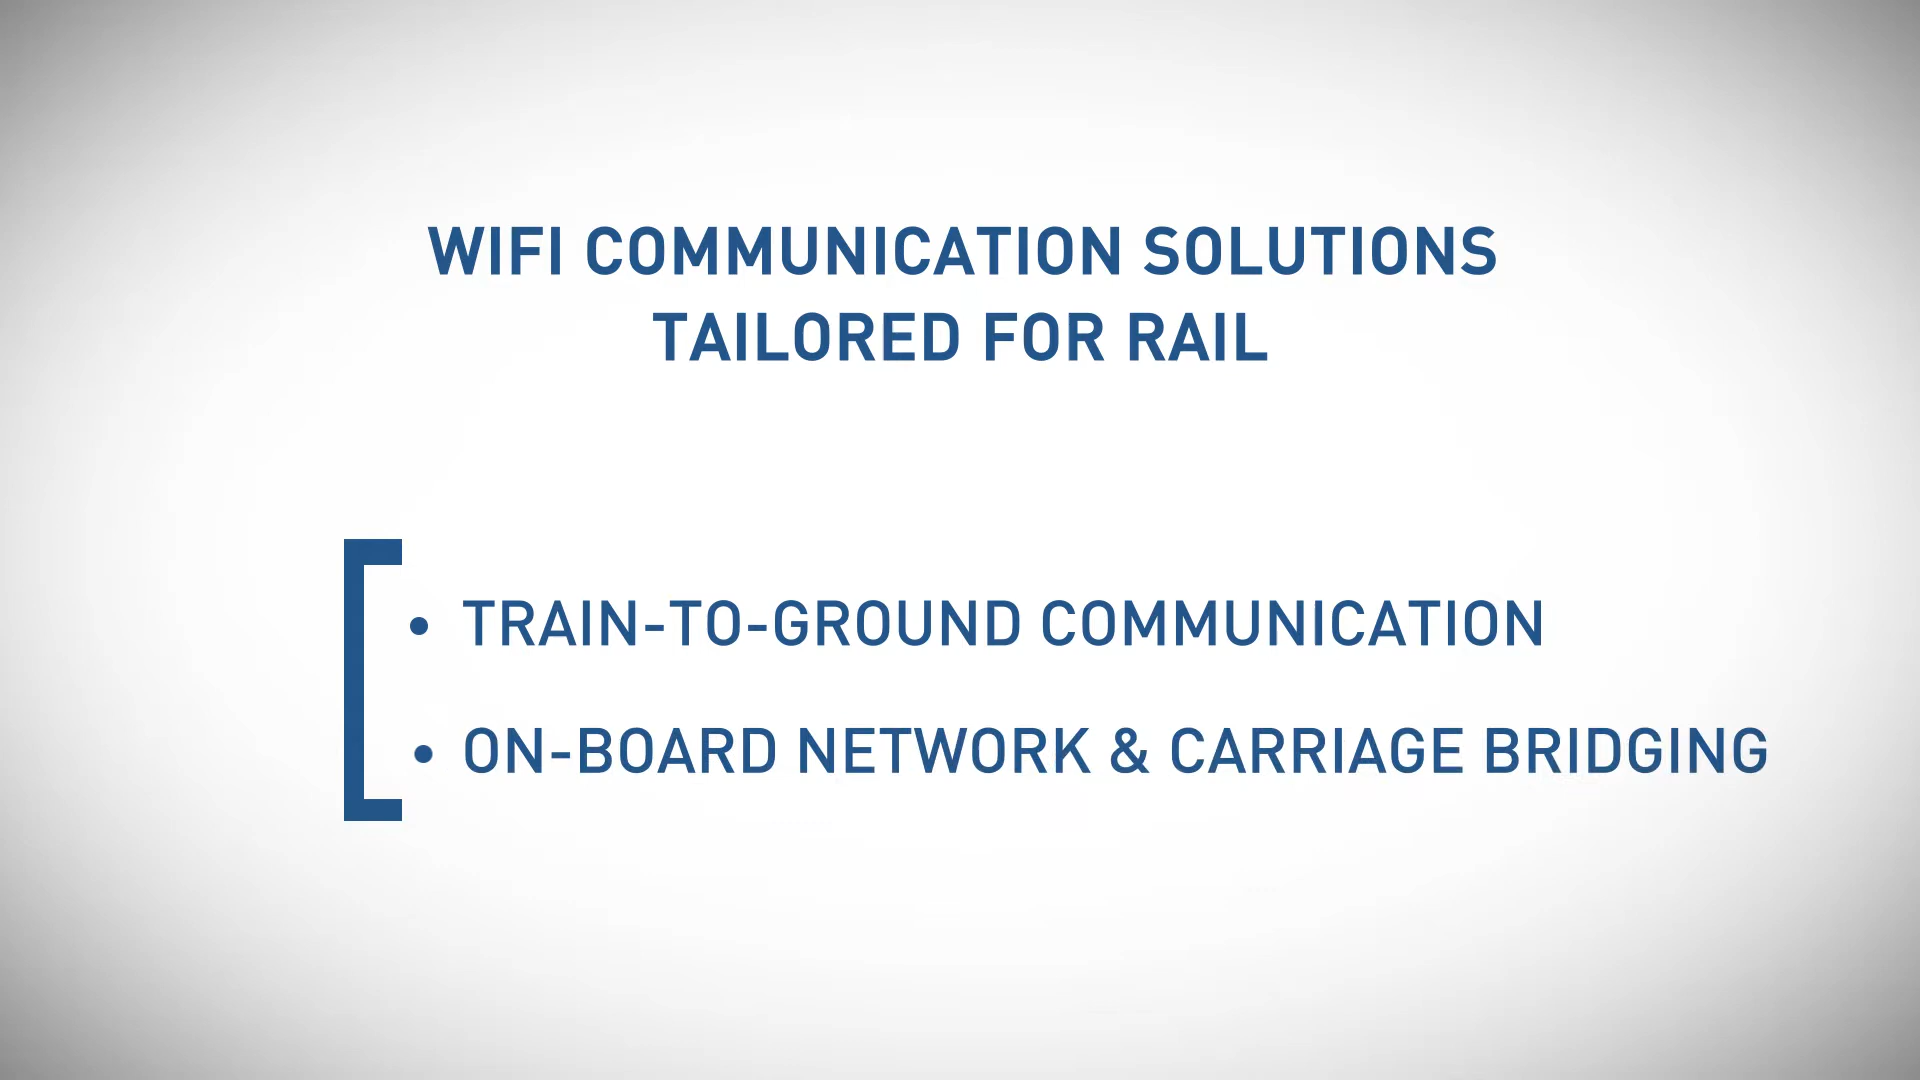 WIFI COMMUNICATION SOLUTIONS
TAILORED FOR RAIL
• TRAIN-TO-GROUND COMMUNICATION
• ON-BOARD NETWORK & CARRIAGE BRIDGING